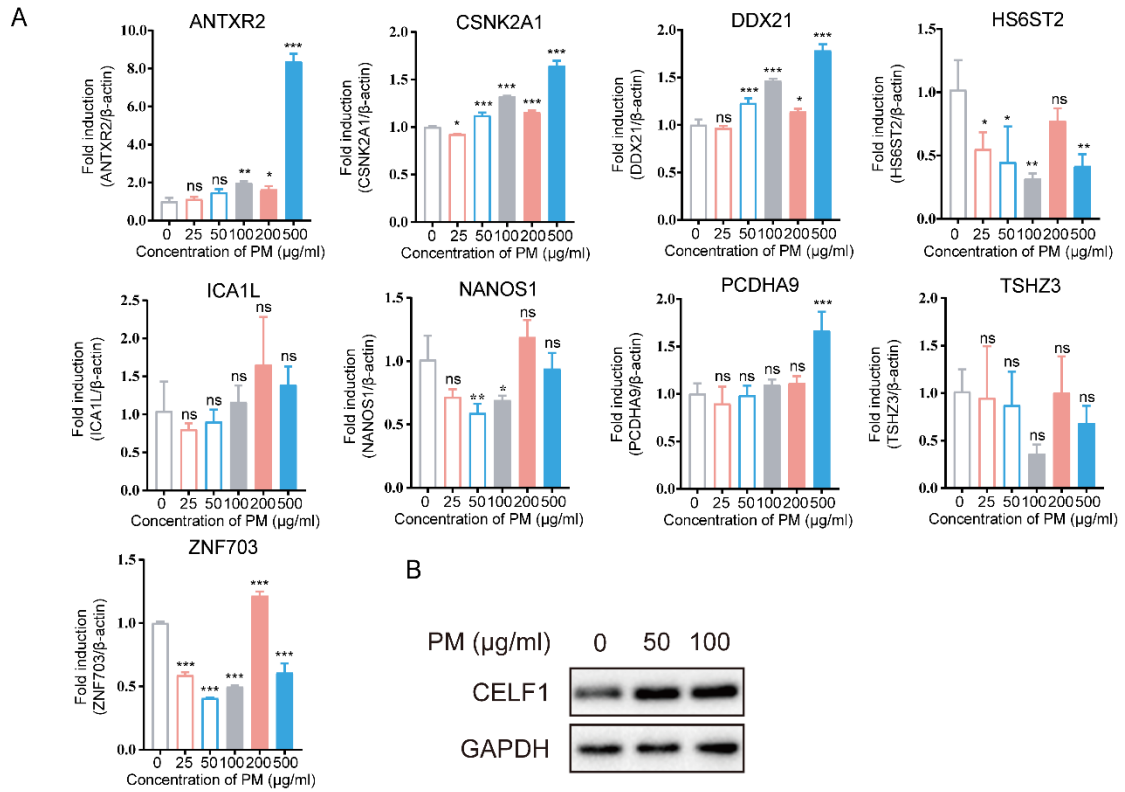 A
ANTXR2
Fold induction
(ANTXR2/β-actin)
10.0
8.0
6.0
4.0
2.0
0.0
ns
ns
**
*
***
0 25 50 100 200 500
Concentration of PM (µg/ml)
CSNK2A1
Fold induction
(CSNK2A1/β-actin)
2.0
1.5
1.0
0.5
0.0
*
***
***
***
***
0 25 50 100 200 500
Concentration of PM (µg/ml)
DDX21
Fold induction
(DDX21/β-actin)
2.0
1.5
1.0
0.5
0.0
ns
***
***
*
***
0 25 50 100 200 500
Concentration of PM (µg/ml)
HS6ST2
Fold induction
(HS6ST2/β-actin)
1.5
1.0
0.5
0.0
*
*
**
ns
**
0 25 50 100 200 500
Concentration of PM (µg/ml)
ICA1L
Fold induction
(ICA1L/β-actin)
2.5
2.0
1.5
1.0
0.5
0.0
ns
ns
ns
ns
ns
0 25 50 100 200 500
Concentration of PM (µg/ml)
NANOS1
Fold induction
(NANOS1/β-actin)
1.5
1.0
0.5
0.0
ns
**
*
ns
ns
0 25 50 100 200 500
Concentration of PM (µg/ml)
PCDHA9
Fold induction
(PCDHA9/β-actin)
2.0
1.5
1.0
0.5
0.0
ns
ns
ns
ns
***
0 25 50 100 200 500
Concentration of PM (µg/ml)
TSHZ3
Fold induction
(TSHZ3/β-actin)
2.0
1.5
1.0
0.5
0.0
ns
ns
ns
ns
ns
0 25 50 100 200 500
Concentration of PM (µg/ml)
ZNF703
Fold induction
(ZNF703/β-actin)
1.5
1.0
0.5
0.0
***
***
***
***
***
0 25 50 100 200 500
Concentration of PM (µg/ml)
B
PM (µg/ml) 0 50 100
CELF1
GAPDH